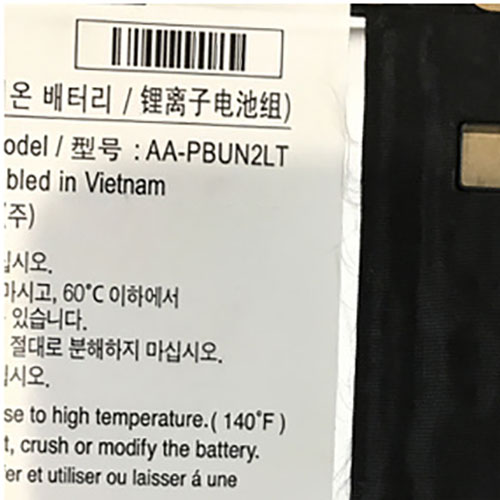 온 배터리 / 锂离子电池组)
odel / 型号 : AA-PBUN2LT
bled in Vietnam
(주)
십시오.
마시고, 60°C 이하에서
있습니다.
절대로 분해하지 마십시오.
십시오.
se to high temperature.( 140°F )
t, crush or modify the battery.
er et utiliser ou laisser á une